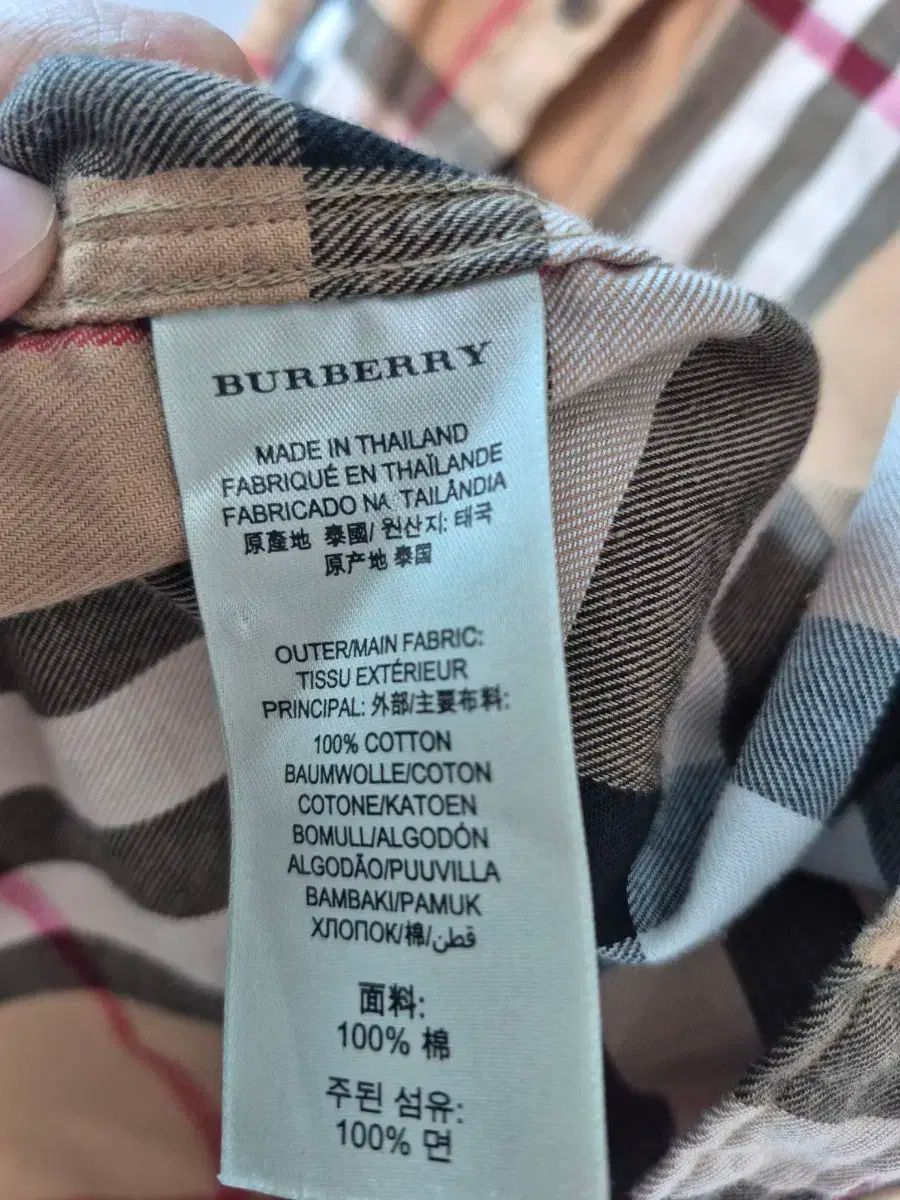 BURBERRY
MADE IN THAILAND
FABRIQUÉ EN THAÏLANDE
FABRICADO NA TAILÂNDIA
原產地 泰國/ 원산지: 태국
原产地 泰国
OUTER/MAIN FABRIC:
TISSU EXTÉRIEUR
PRINCIPAL: 外部/主要布料:
100% COTTON
BAUMWOLLE/COTON
COTONE/KATOEN
BOMULL/ALGODÓN
ALGODÃO/PUUVILLA
BAMBAKI/PAMUK
ХЛОПОК/棉/قطن
面料:
100% 棉
주된 섬유:
100% 면